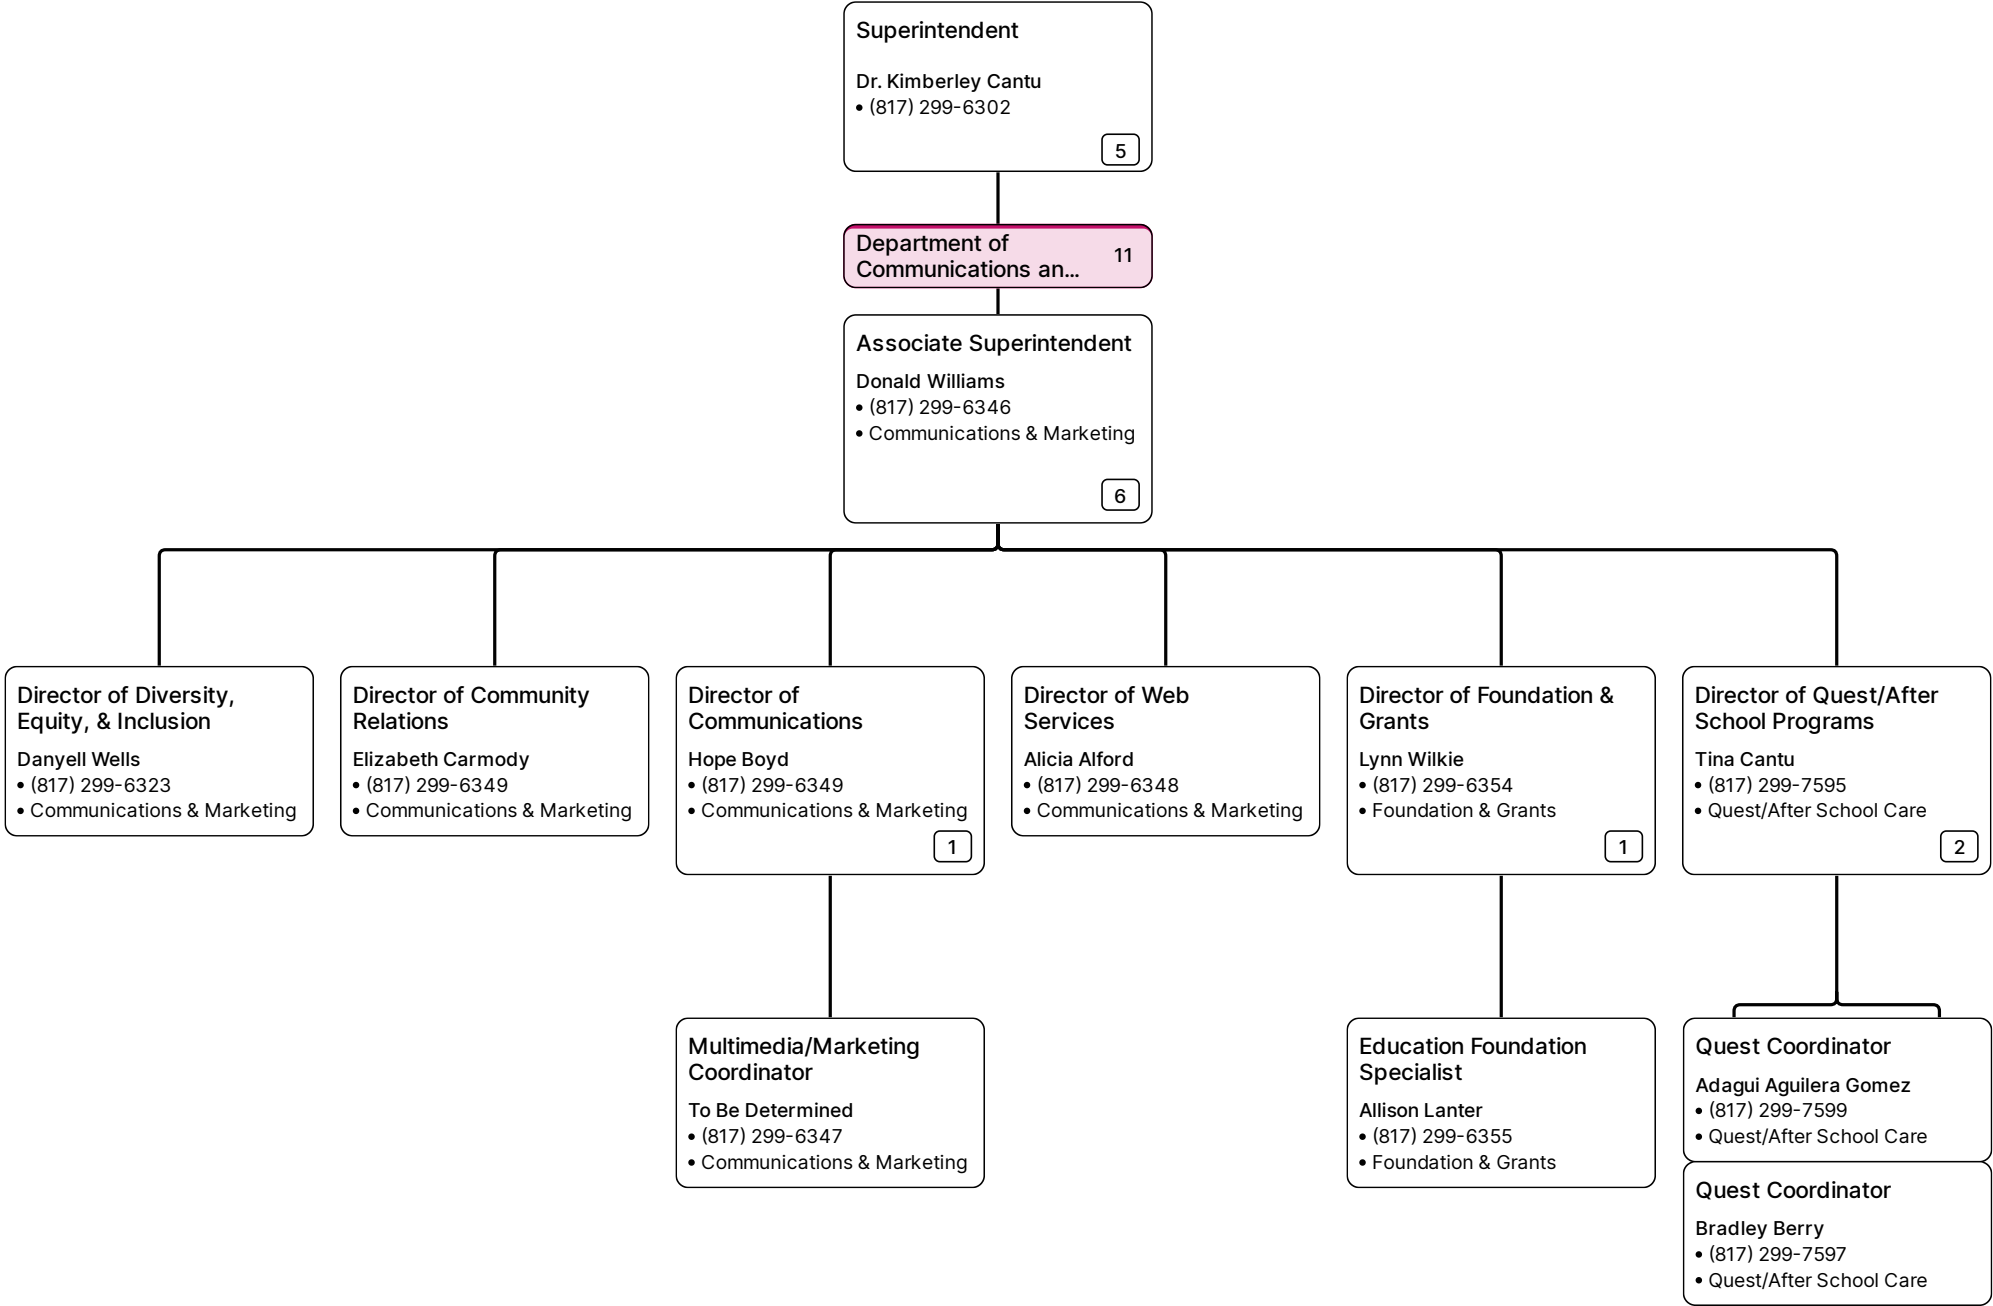 Superintendent
Dr. Kimberley Cantu
• (817) 299-6302
5
Department of
Communications an...
11
Associate Superintendent
Donald Williams
• (817) 299-6346
• Communications & Marketing
6
Director of Diversity,
Equity, & Inclusion
Danyell Wells
• (817) 299-6323
• Communications & Marketing
Director of Community
Relations
Elizabeth Carmody
• (817) 299-6349
• Communications & Marketing
Director of
Communications
Hope Boyd
• (817) 299-6349
• Communications & Marketing
1
Director of Web
Services
Alicia Alford
• (817) 299-6348
• Communications & Marketing
Director of Foundation &
Grants
Lynn Wilkie
• (817) 299-6354
• Foundation & Grants
1
Director of Quest/After
School Programs
Tina Cantu
• (817) 299-7595
• Quest/After School Care
2
Multimedia/Marketing
Coordinator
To Be Determined
• (817) 299-6347
• Communications & Marketing
Education Foundation
Specialist
Allison Lanter
• (817) 299-6355
• Foundation & Grants
Quest Coordinator
Adagui Aguilera Gomez
• (817) 299-7599
• Quest/After School Care
Quest Coordinator
Bradley Berry
• (817) 299-7597
• Quest/After School Care